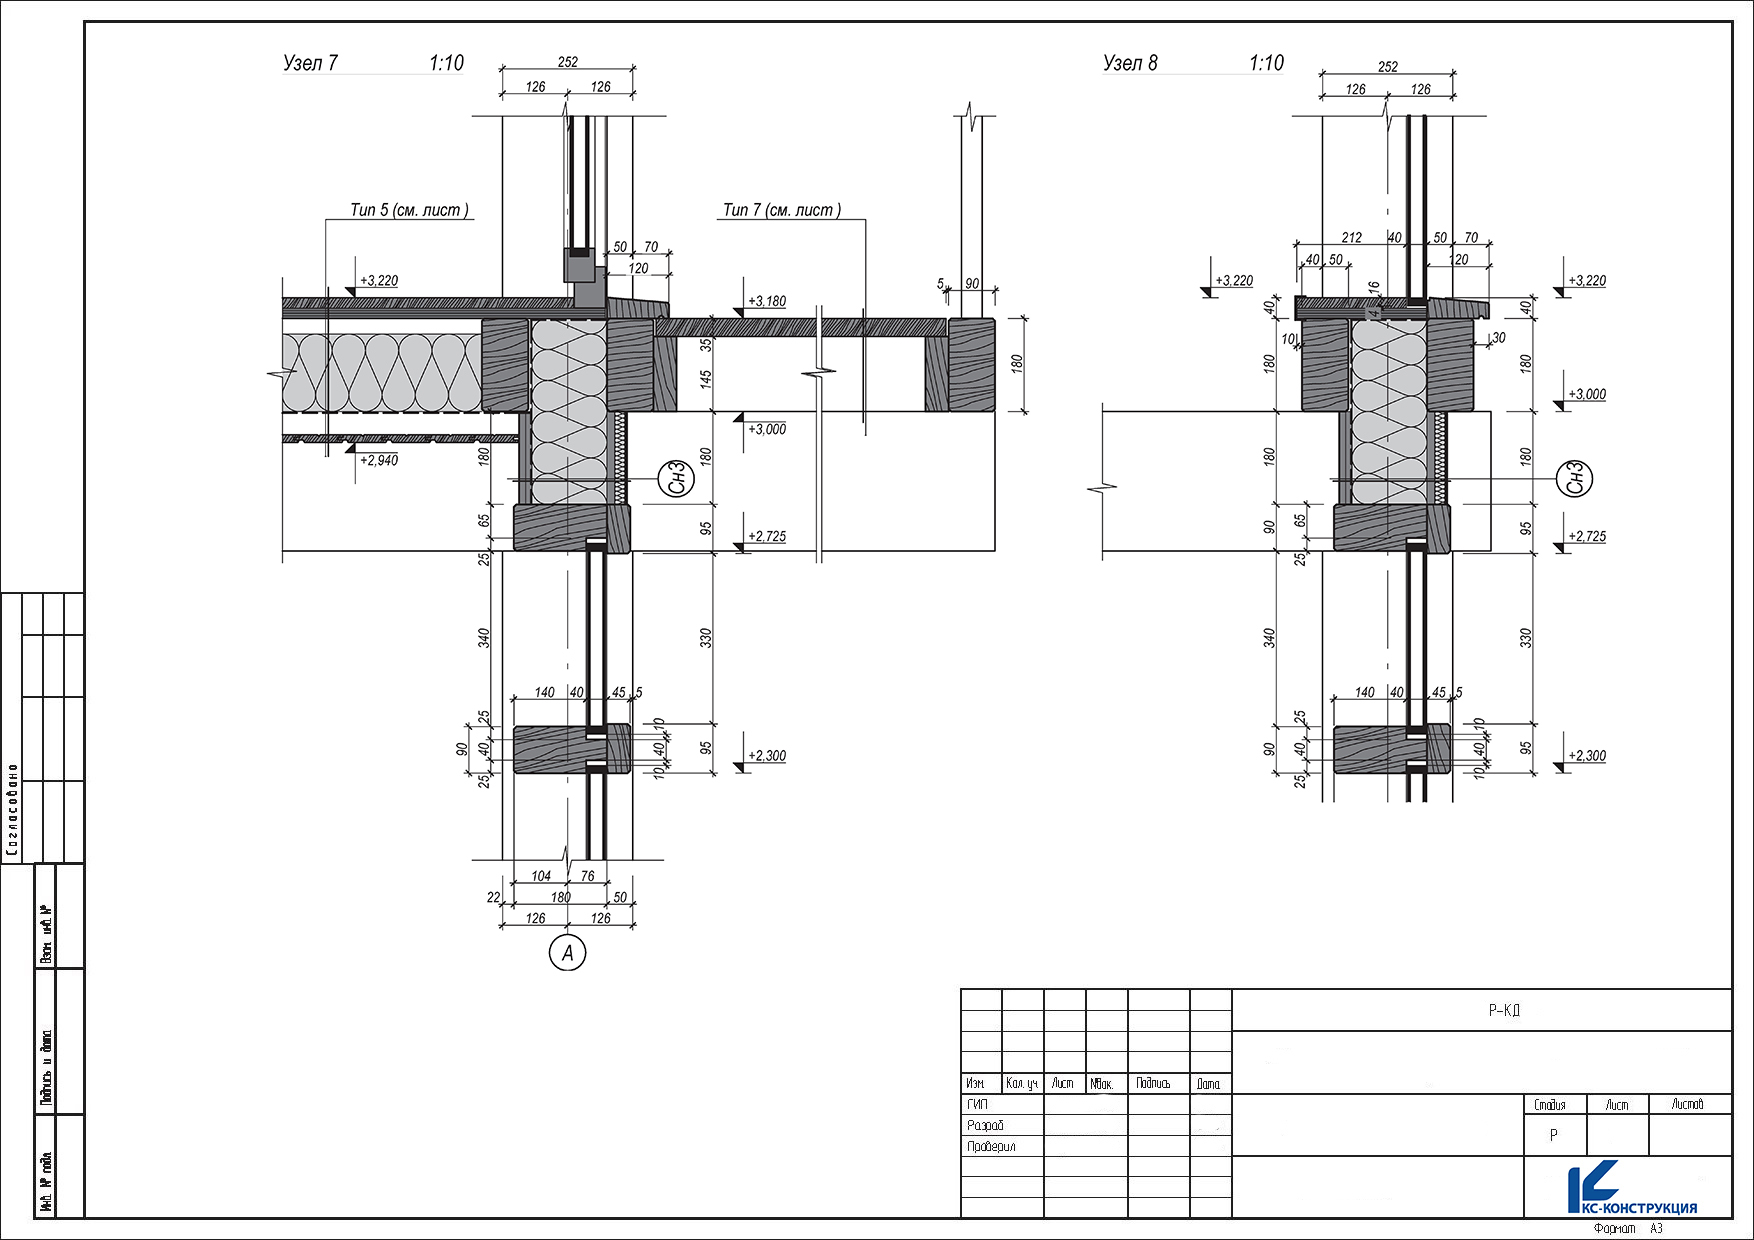 Узел 7 1:10
252
126 126
Тип 5 (см. лист )
Тип 7 (см. лист )
50 70
120
+3,220
+3,180
5 90
35
145
180
+3,000
+2,940
180
180
Сн3
65
95
25
+2,725
340
330
140 40 45 5
25
10
90
40
40
95
25
10
+2,300
104 76
22 180 50
126 126
А
Узел 8 1:10
252
126 126
212 40 50 70
40 50 120
+3,220
+3,220
16
40
4
40
10
30
180
180
+3,000
180
180
Сн3
90
65
95
25
+2,725
340
330
140 40 45 5
25
10
90
40
40
95
25
10
+2,300
Согласовано
Взам. инв. №
Подпись и дата
Инв. № подл.
Р-КД
Изм. Кол. уч Лист №док. Подпись Дата
ГИП
Разраб
Проверил
Стадия Лист Листов
Р
КС-КОНСТРУКЦИЯ
Формат А3